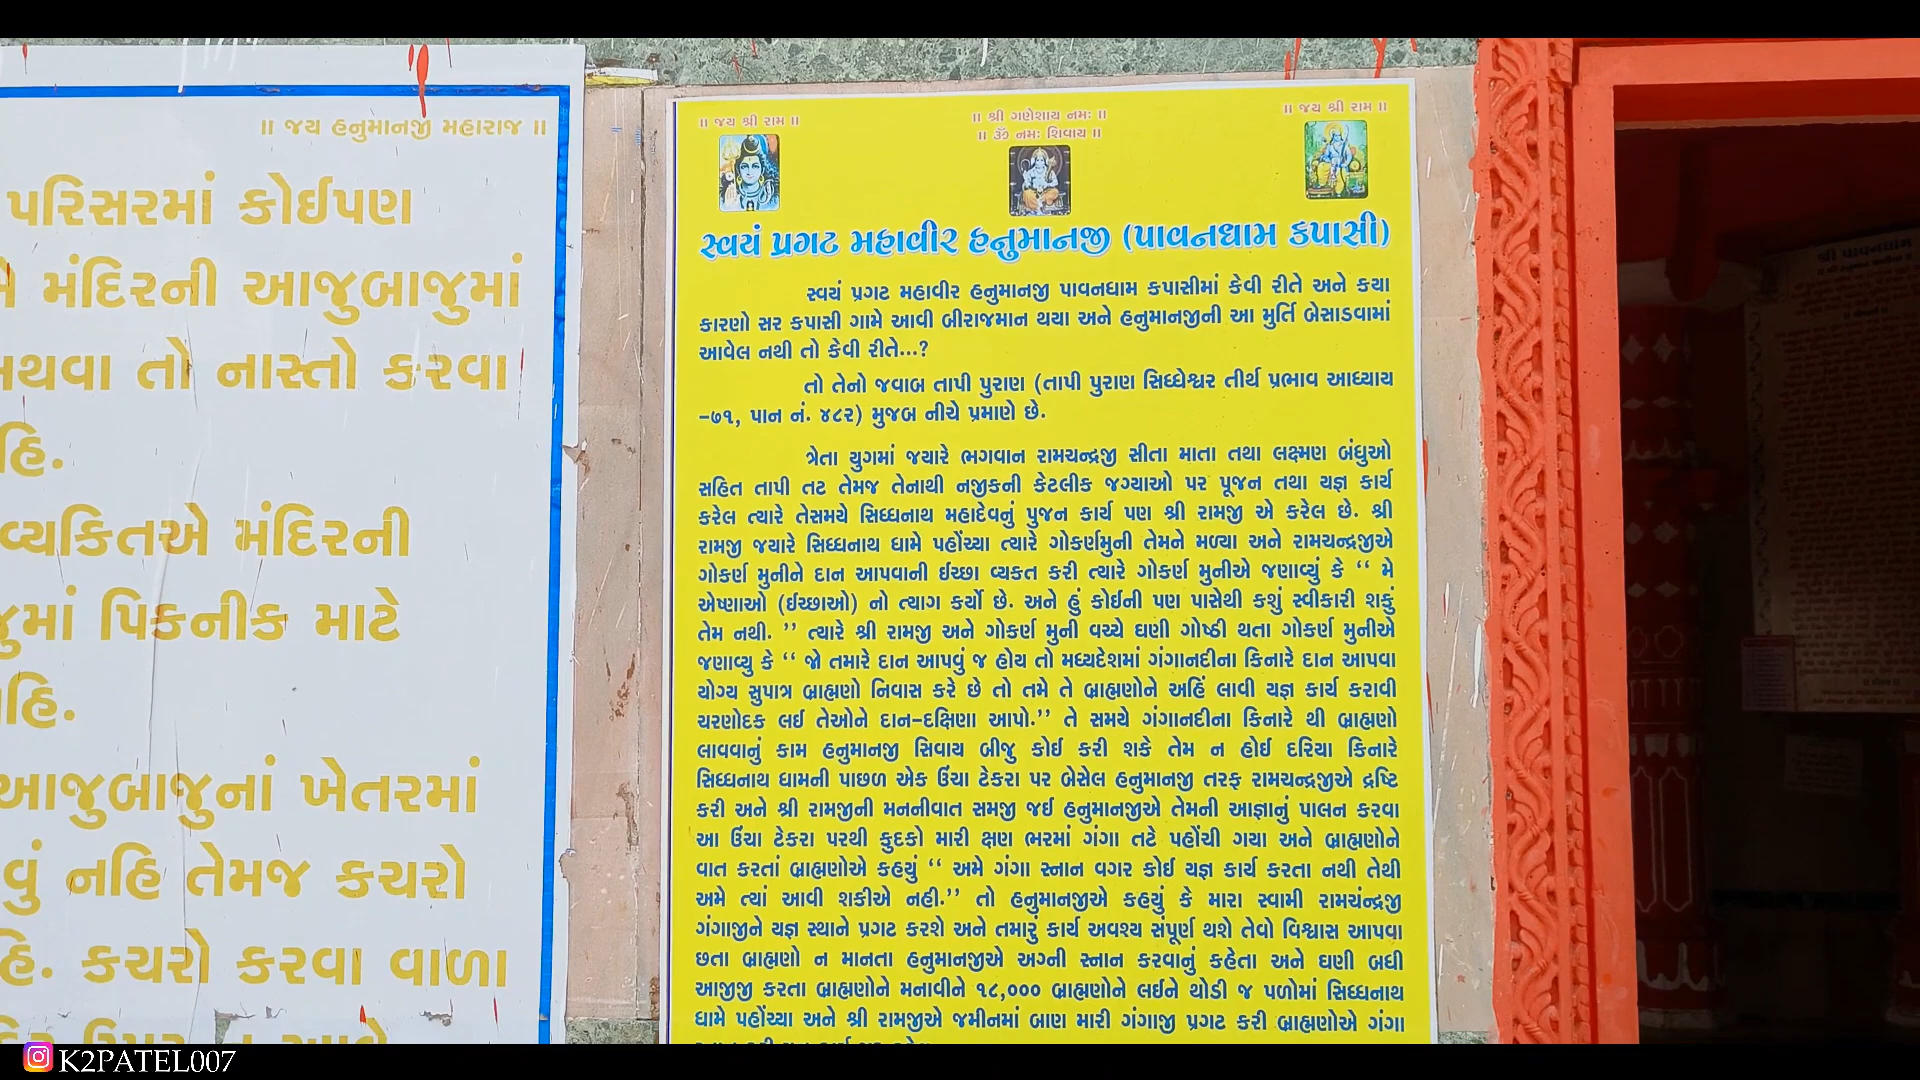 ॥ જય હનુમાનજી મહારાજ ॥
પરિસરમાં કોઈપણ
મંદિરની આજુબાજુમાં
અથવા તો નાસ્તો કરવા
વ્યકિતએ મંદિરની
પિકનીક માટે
આજુબાજુનાં ખેતરમાં
નહિ તેમજ કચરો
કચરો કરવા વાળા
॥ જય શ્રી રામ ॥
॥ શ્રી ગણેશાય નમઃ ॥
॥ ૐ નમઃ શિવાય ॥
॥ જય શ્રી રામ ॥
સ્વયં પ્રગટ મહાવીર હનુમાનજી (પાવનધામ કપાસી)
સ્વયં પ્રગટ મહાવીર હનુમાનજી પાવનધામ કપાસીમાં કેવી રીતે અને કયા
કારણો સર કપાસી ગામે આવી બીરાજમાન થયા અને હનુમાનજીની આ મુર્તિ બેસાડવામાં
આવેલ નથી તો કેવી રીતે...?
તો તેનો જવાબ તાપી પુરાણ (તાપી પુરાણ સિધ્ધેશ્વર તીર્થ પ્રભાવ આધ્યાય
-૭૧, પાન નં. ૪૮૨) મુજબ નીચે પ્રમાણે છે.
ત્રેતા યુગમાં જયારે ભગવાન રામચન્દ્રજી સીતા માતા તથા લક્ષ્મણ બંધુઓ
સહિત તાપી તટ તેમજ તેનાથી નજીકની કેટલીક જગ્યાઓ પર પૂજન તથા યજ્ઞ કાર્ય
કરેલ ત્યારે તેસમયે સિધ્ધનાથ મહાદેવનું પુજન કાર્ય પણ શ્રી રામજી એ કરેલ છે. શ્રી
રામજી જયારે સિધ્ધનાથ ધામે પહોંચ્યા ત્યારે ગોકર્ણમુની તેમને મળ્યા અને રામચન્દ્રજીએ
ગોકર્ણ મુનીને દાન આપવાની ઈચ્છા વ્યકત કરી ત્યારે ગોકર્ણ મુનીએ જણાવ્યું કે ‘‘ મે
એષ્ણાઓ (ઈચ્છાઓ) નો ત્યાગ કર્યો છે. અને હું કોઈની પણ પાસેથી કશું સ્વીકારી શકું
તેમ નથી. ’’ ત્યારે શ્રી રામજી અને ગોકર્ણ મુની વચ્ચે ઘણી ગોષ્ઠી થતા ગોકર્ણ મુનીએ
જણાવ્યુ કે ‘‘ જો તમારે દાન આપવું જ હોય તો મધ્યદેશમાં ગંગાનદીના કિનારે દાન આપવા
યોગ્ય સુપાત્ર બ્રાહ્મણો નિવાસ કરે છે તો તમે તે બ્રાહ્મણોને અહિં લાવી યજ્ઞ કાર્ય કરાવી
ચરણોદક લઈ તેઓને દાન-દક્ષિણા આપો.’’ તે સમયે ગંગાનદીના કિનારે થી બ્રાહ્મણો
લાવવાનું કામ હનુમાનજી સિવાય બીજુ કોઈ કરી શકે તેમ ન હોઈ દરિયા કિનારે
સિધ્ધનાથ ધામની પાછળ એક ઉંચા ટેકરા પર બેસેલ હનુમાનજી તરફ રામચન્દ્રજીએ દ્રષ્ટિ
કરી અને શ્રી રામજીની મનનીવાત સમજી જઈ હનુમાનજીએ તેમની આજ્ઞાનું પાલન કરવા
આ ઉંચા ટેકરા પરથી કુદકો મારી ક્ષણ ભરમાં ગંગા તટે પહોંચી ગયા અને બ્રાહ્મણોને
વાત કરતાં બ્રાહ્મણોએ કહયું ‘‘ અમે ગંગા સ્નાન વગર કોઈ યજ્ઞ કાર્ય કરતા નથી તેથી
અમે ત્યાં આવી શકીએ નહી.’’ તો હનુમાનજીએ કહયું કે મારા સ્વામી રામચંન્દ્રજી
ગંગાજીને યજ્ઞ સ્થાને પ્રગટ કરશે અને તમારું કાર્ય અવશ્ય સંપૂર્ણ થશે તેવો વિશ્વાસ આપવા
છતા બ્રાહ્મણો ન માનતા હનુમાનજીએ અગ્ની સ્નાન કરવાનું કહેતા અને ઘણી બધી
આજીજી કરતા બ્રાહ્મણોને મનાવીને ૧૮,૦૦૦ બ્રાહ્મણોને લઈને થોડી જ પળોમાં સિધ્ધનાથ
ધામે પહોંચ્યા અને શ્રી રામજીએ જમીનમાં બાણ મારી ગંગાજી પ્રગટ કરી બ્રાહ્મણોએ ગંગા
K2PATEL007